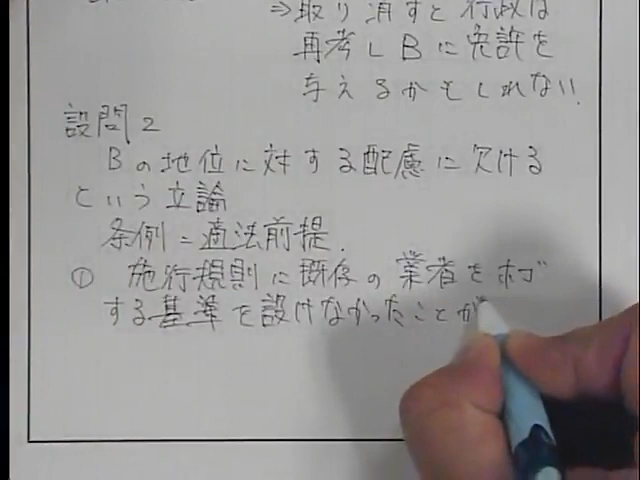 ⇒取り消すと行政は
再考しBに免許を
与えるかもしれない!
設問2
Bの地位に対する配慮に欠ける
という立論
条例=適法前提.
① 施行規則に既存の業者をホゴ
する基準を設けなかったことが